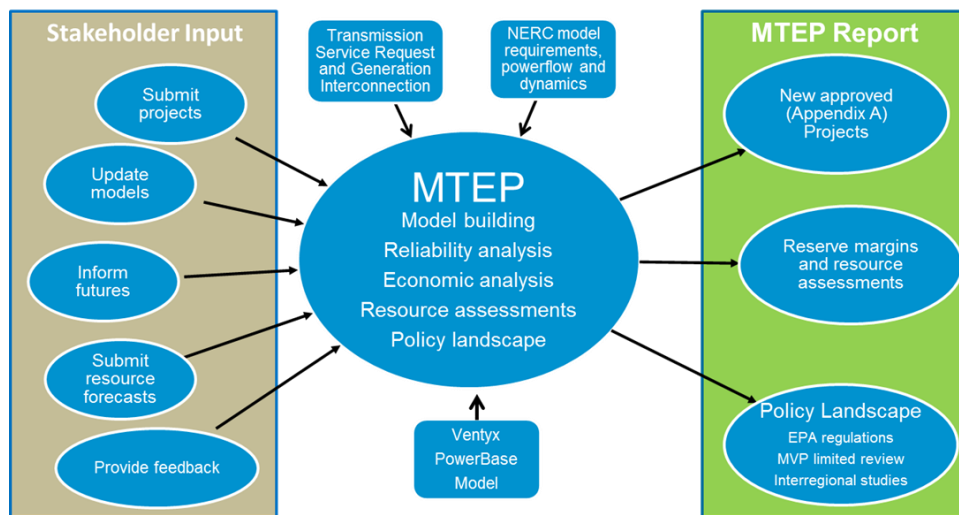 Stakeholder Input
Submit
projects
Update
models
Inform
futures
Submit
resource
forecasts
Provide feedback
Transmission
Service Request
and Generation
Interconnection
NERC model
requirements,
powerflow and
dynamics
MTEP
Model building
Reliability analysis
Economic analysis
Resource assessments
Policy landscape
Ventyx
PowerBase
Model
MTEP Report
New approved
(Appendix A)
Projects
Reserve margins
and resource
assessments
Policy Landscape
EPA regulations
MVP limited review
Interregional studies